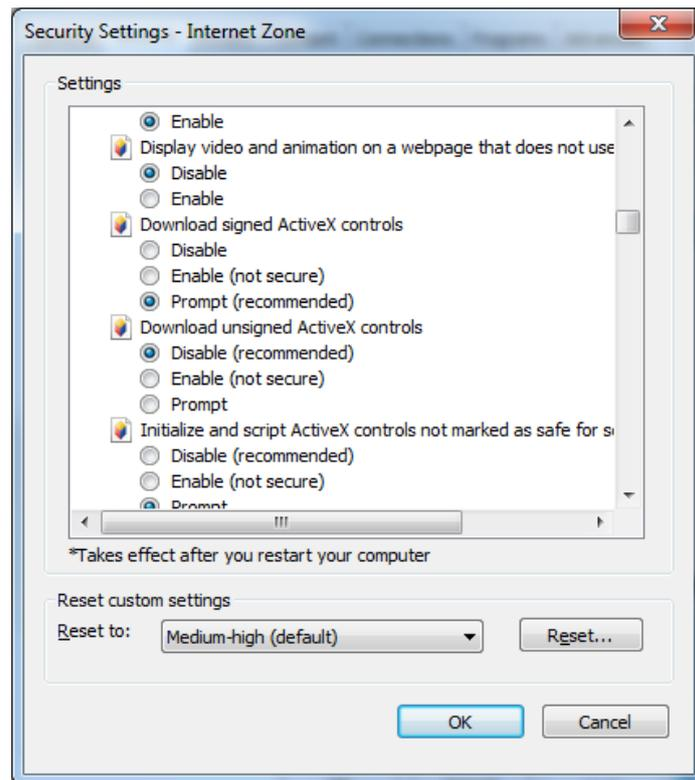 Security Settings - Internet Zone
Settings
Enable
Display video and animation on a webpage that does not use
Disable
Enable
Download signed ActiveX controls
Disable
Enable (not secure)
Prompt (recommended)
Download unsigned ActiveX controls
Disable (recommended)
Enable (not secure)
Prompt
Initialize and script ActiveX controls not marked as safe for
Disable (recommended)
Enable (not secure)
Prompt
*Takes effect after you restart your computer
Reset custom settings
Reset to: Medium-high (default) Reset...
OK Cancel